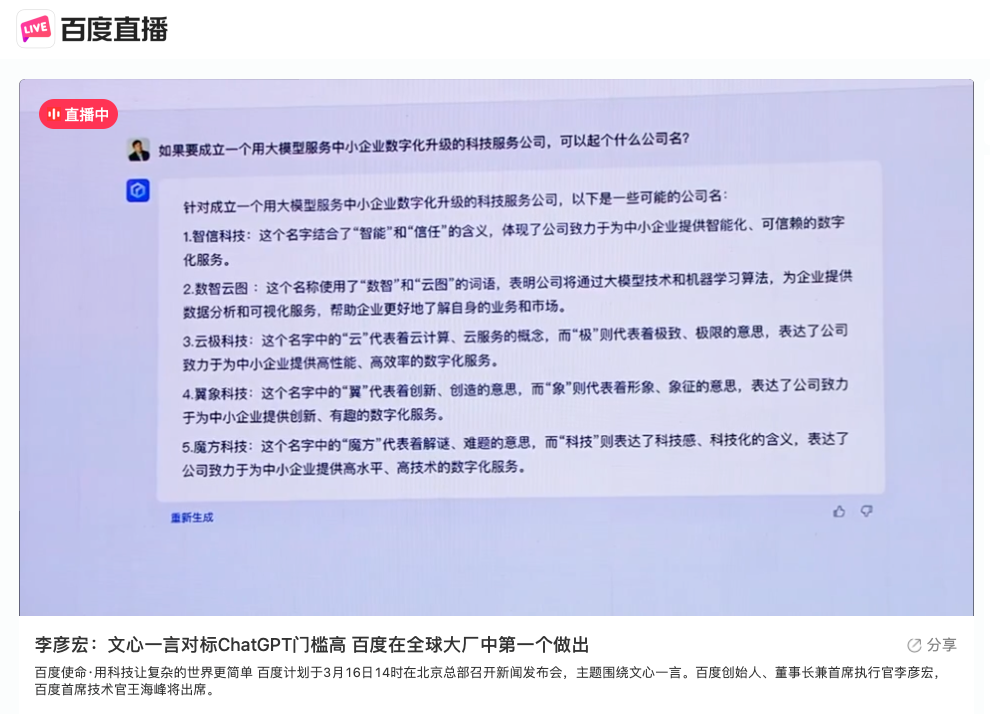 LIVE 百度直播
直播中
如果要成立一个用大模型服务中小企业数字化升级的科技服务公司，可以起个什么公司名？
针对成立一个用大模型服务中小企业数字化升级的科技服务公司，以下是一些可能的公司名：
1.智信科技：这个名字结合了“智能”和“信任”的含义，体现了公司致力于为中小企业提供智能化、可信赖的数字
化服务。
2.数智云图 ：这个名称使用了“数智”和“云图”的词语，表明公司将通过大模型技术和机器学习算法，为企业提供
数据分析和可视化服务，帮助企业更好地了解自身的业务和市场。
3.云极科技：这个名字中的“云”代表着云计算、云服务的概念，而“极”则代表着极致、极限的意思，表达了公司
致力于为中小企业提供高性能、高效率的数字化服务。
4.翼象科技：这个名字中的“翼”代表着创新、创造的意思，而“象”则代表着形象、象征的意思，表达了公司致力
于为中小企业提供创新、有趣的数字化服务。
5.魔方科技：这个名字中的“魔方”代表着解谜、难题的意思，而“科技”则表达了科技感、科技化的含义，表达了
公司致力于为中小企业提供高水平、高技术的数字化服务。
重新生成
李彦宏：文心一言对标ChatGPT门槛高 百度在全球大厂中第一个做出
分享
百度使命·用科技让复杂的世界更简单 百度计划于3月16日14时在北京总部召开新闻发布会，主题围绕文心一言。百度创始人、董事长兼首席执行官李彦宏，
百度首席技术官王海峰将出席。